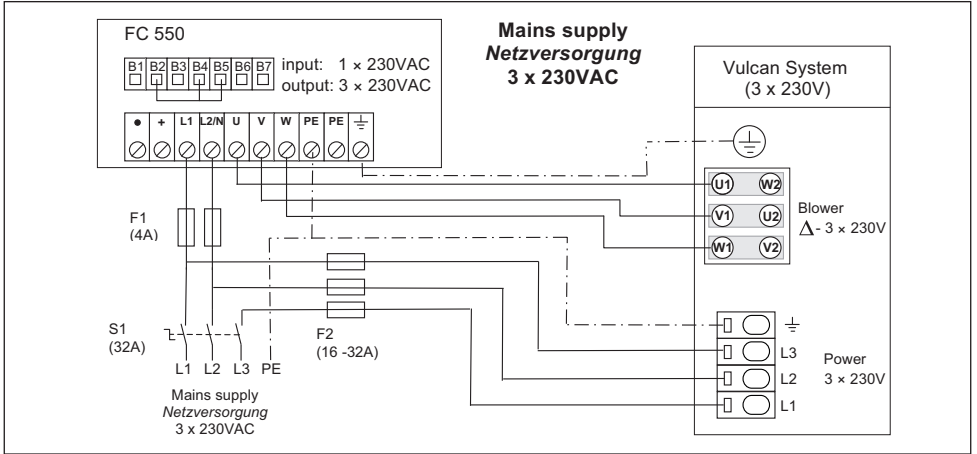 FC 550
B1 B2 B3 B4 B5 B6 B7
input: 1 × 230VAC
output: 3 × 230VAC
• + L1 L2/N U V W PE PE
Mains supply
Netzversorgung
3 x 230VAC
Vulcan System
(3 x 230V)
U1 W2
V1 U2
W1 V2
Blower
Δ- 3 × 230V
F1
(4A)
S1
(32A)
F2
(16 -32A)
L1 L2 L3 PE
Mains supply
Netzversorgung
3 x 230VAC
L3
L2
L1
Power
3 × 230V